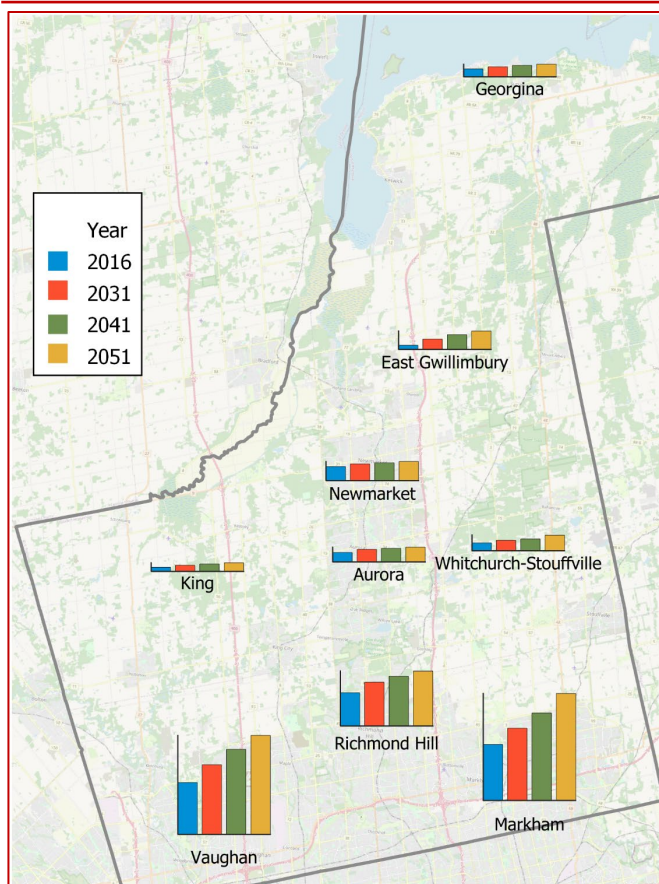 Georgina
Year
2016
2031
2041
2051
East Gwillimbury
Newmarket
King
Aurora
Whitchurch-Stouffville
Richmond Hill
Markham
Vaughan